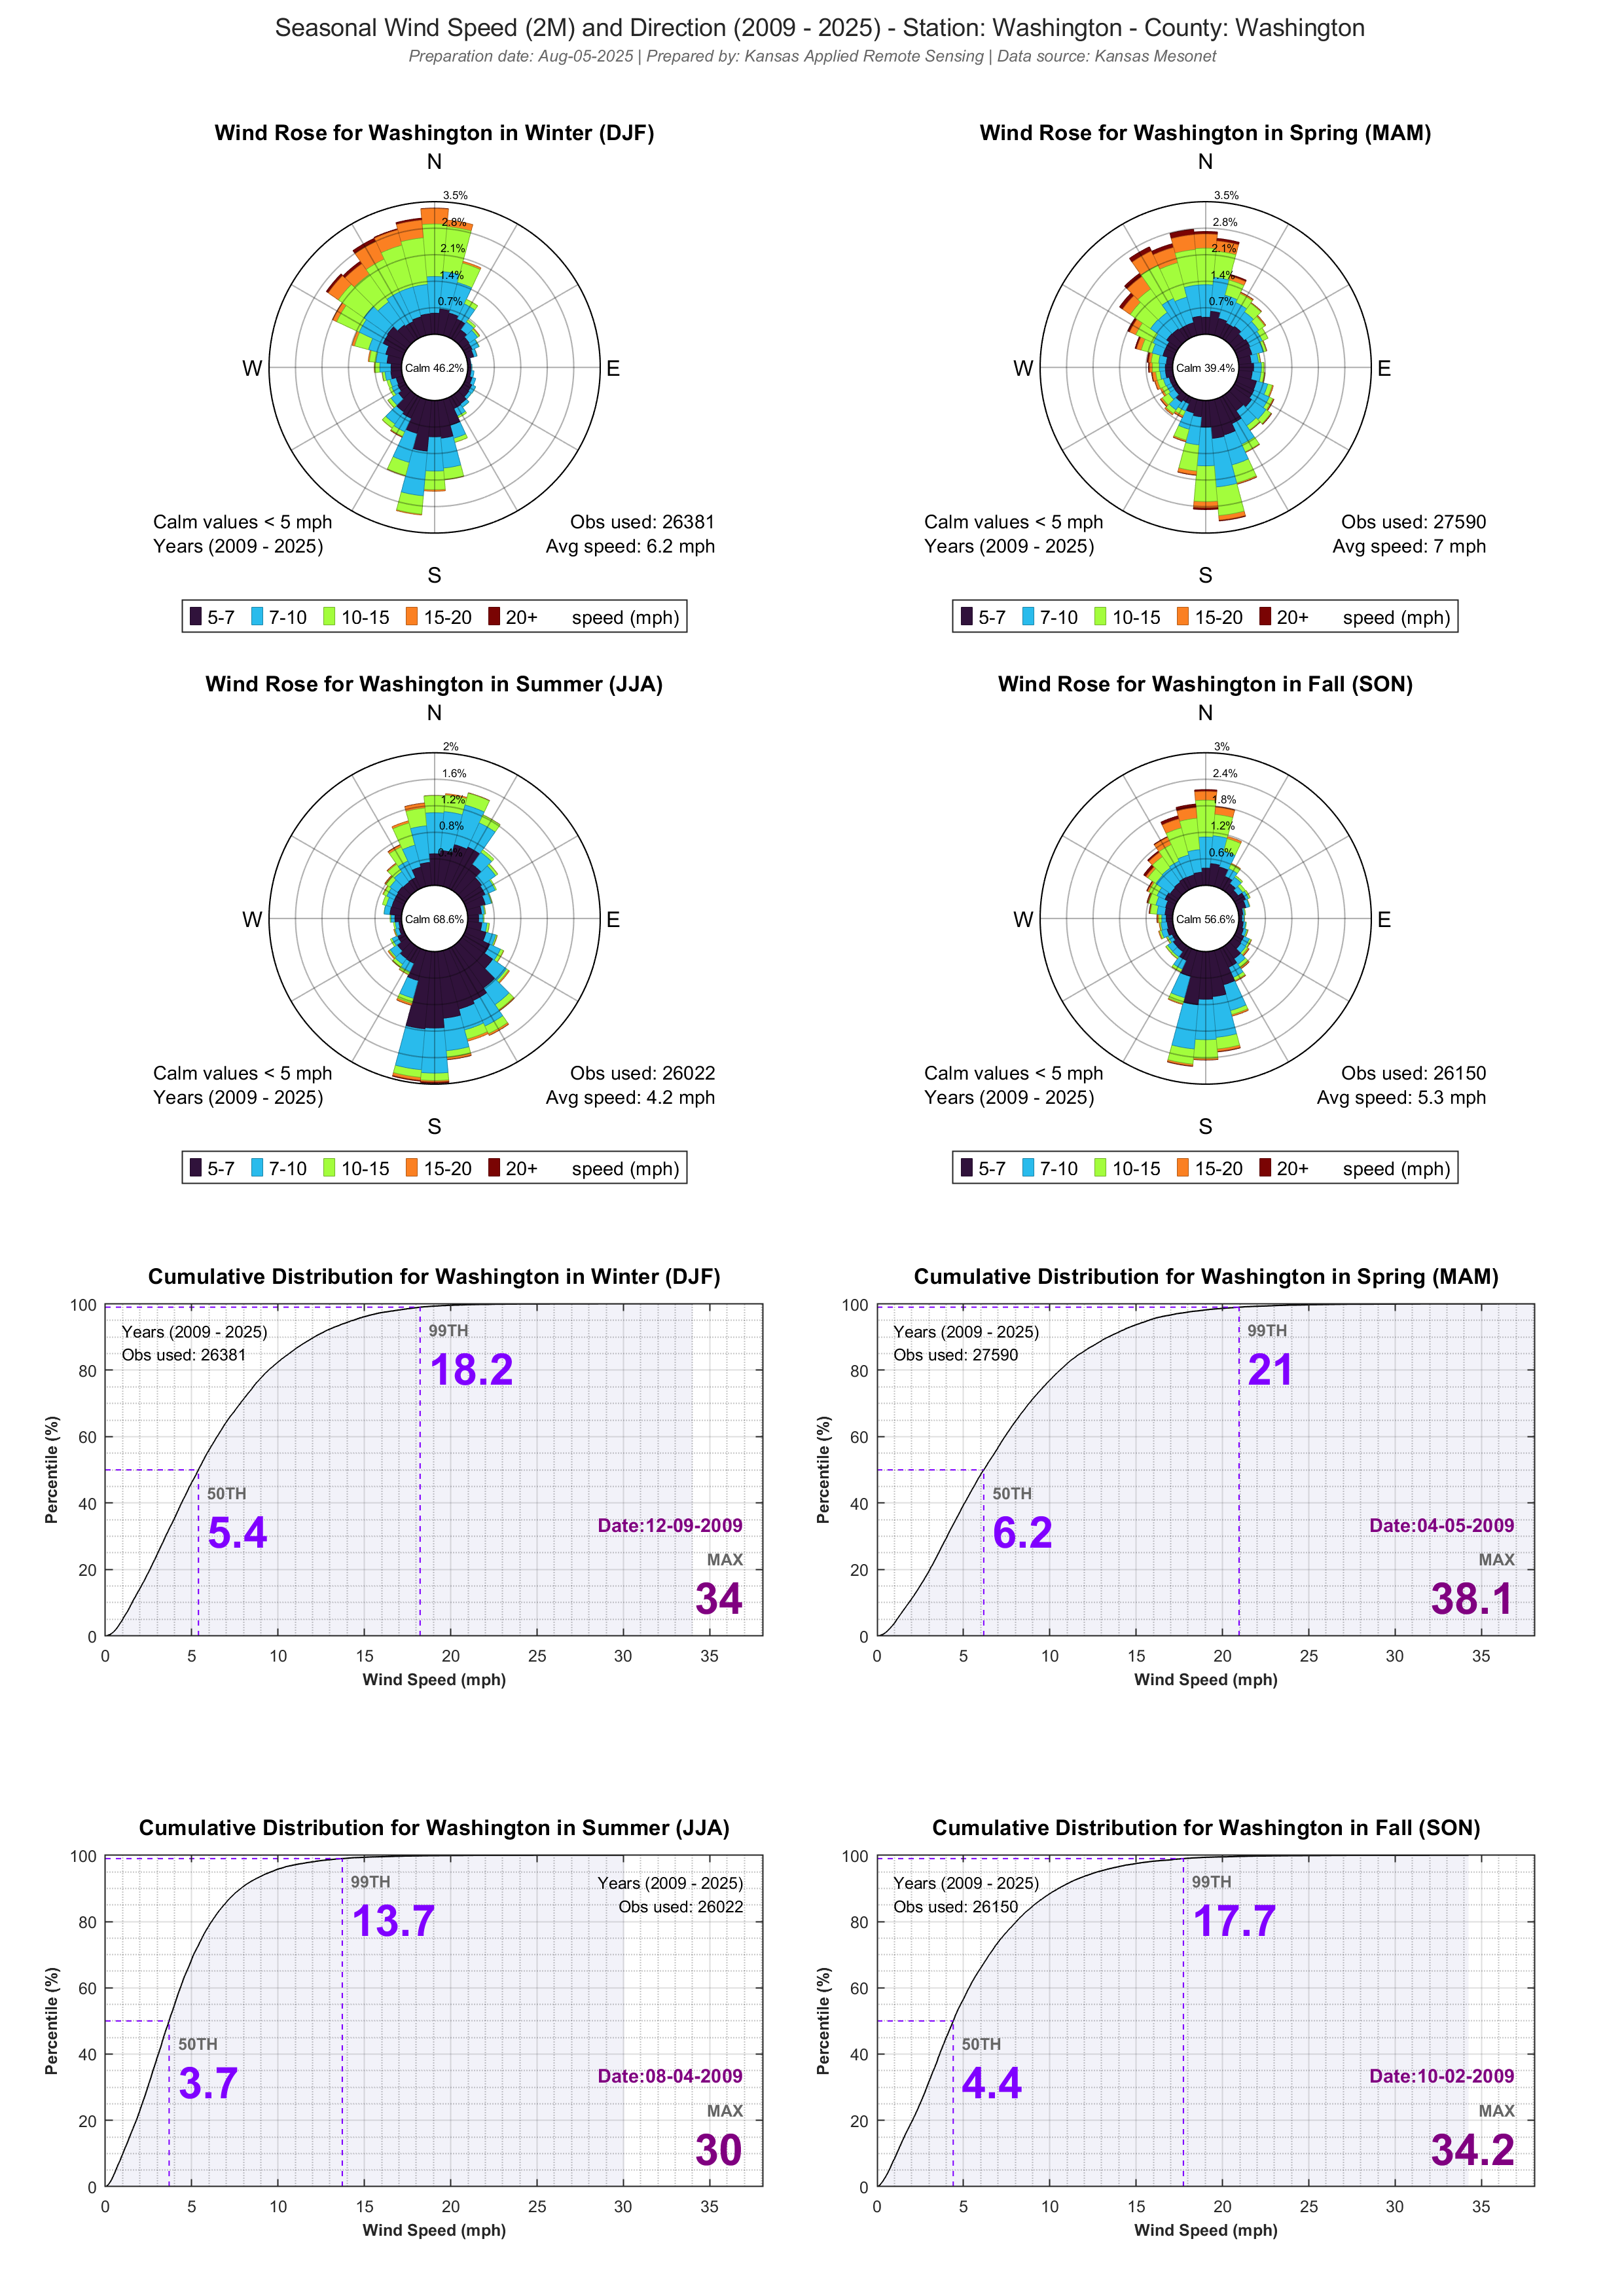 Seasonal Wind Speed (2M) and Direction (2009 - 2025) - Station: Washington - County: Washington
Preparation date: Aug-05-2025 | Prepared by: Kansas Applied Remote Sensing | Data source: Kansas Mesonet
Wind Rose for Washington in Winter (DJF)
N
3.5%
2.8%
2.1%
1.4%
0.7%
W
Calm 46.2%
E
Calm values < 5 mph
Years (2009 - 2025)
Obs used: 26381
Avg speed: 6.2 mph
S
5-7 7-10 10-15 15-20 20+ speed (mph)
Wind Rose for Washington in Spring (MAM)
N
3.5%
2.8%
2.1%
1.4%
0.7%
W
Calm 39.4%
E
Calm values < 5 mph
Years (2009 - 2025)
Obs used: 27590
Avg speed: 7 mph
S
5-7 7-10 10-15 15-20 20+ speed (mph)
Wind Rose for Washington in Summer (JJA)
N
2%
1.6%
1.2%
0.8%
0.4%
W
Calm 68.6%
E
Calm values < 5 mph
Years (2009 - 2025)
Obs used: 26022
Avg speed: 4.2 mph
S
5-7 7-10 10-15 15-20 20+ speed (mph)
Wind Rose for Washington in Fall (SON)
N
3%
2.4%
1.8%
1.2%
0.6%
W
Calm 56.6%
E
Calm values < 5 mph
Years (2009 - 2025)
Obs used: 26150
Avg speed: 5.3 mph
S
5-7 7-10 10-15 15-20 20+ speed (mph)
Cumulative Distribution for Washington in Winter (DJF)
100
80
60
40
20
0
Percentile (%)
Years (2009 - 2025)
Obs used: 26381
99TH
18.2
50TH
5.4
Date:12-09-2009
MAX
34
0 5 10 15 20 25 30 35
Wind Speed (mph)
Cumulative Distribution for Washington in Spring (MAM)
100
80
60
40
20
0
Percentile (%)
Years (2009 - 2025)
Obs used: 27590
99TH
21
50TH
6.2
Date:04-05-2009
MAX
38.1
0 5 10 15 20 25 30 35
Wind Speed (mph)
Cumulative Distribution for Washington in Summer (JJA)
100
80
60
40
20
0
Percentile (%)
99TH
13.7
Years (2009 - 2025)
Obs used: 26022
50TH
3.7
Date:08-04-2009
MAX
30
0 5 10 15 20 25 30 35
Wind Speed (mph)
Cumulative Distribution for Washington in Fall (SON)
100
80
60
40
20
0
Percentile (%)
Years (2009 - 2025)
Obs used: 26150
99TH
17.7
50TH
4.4
Date:10-02-2009
MAX
34.2
0 5 10 15 20 25 30 35
Wind Speed (mph)